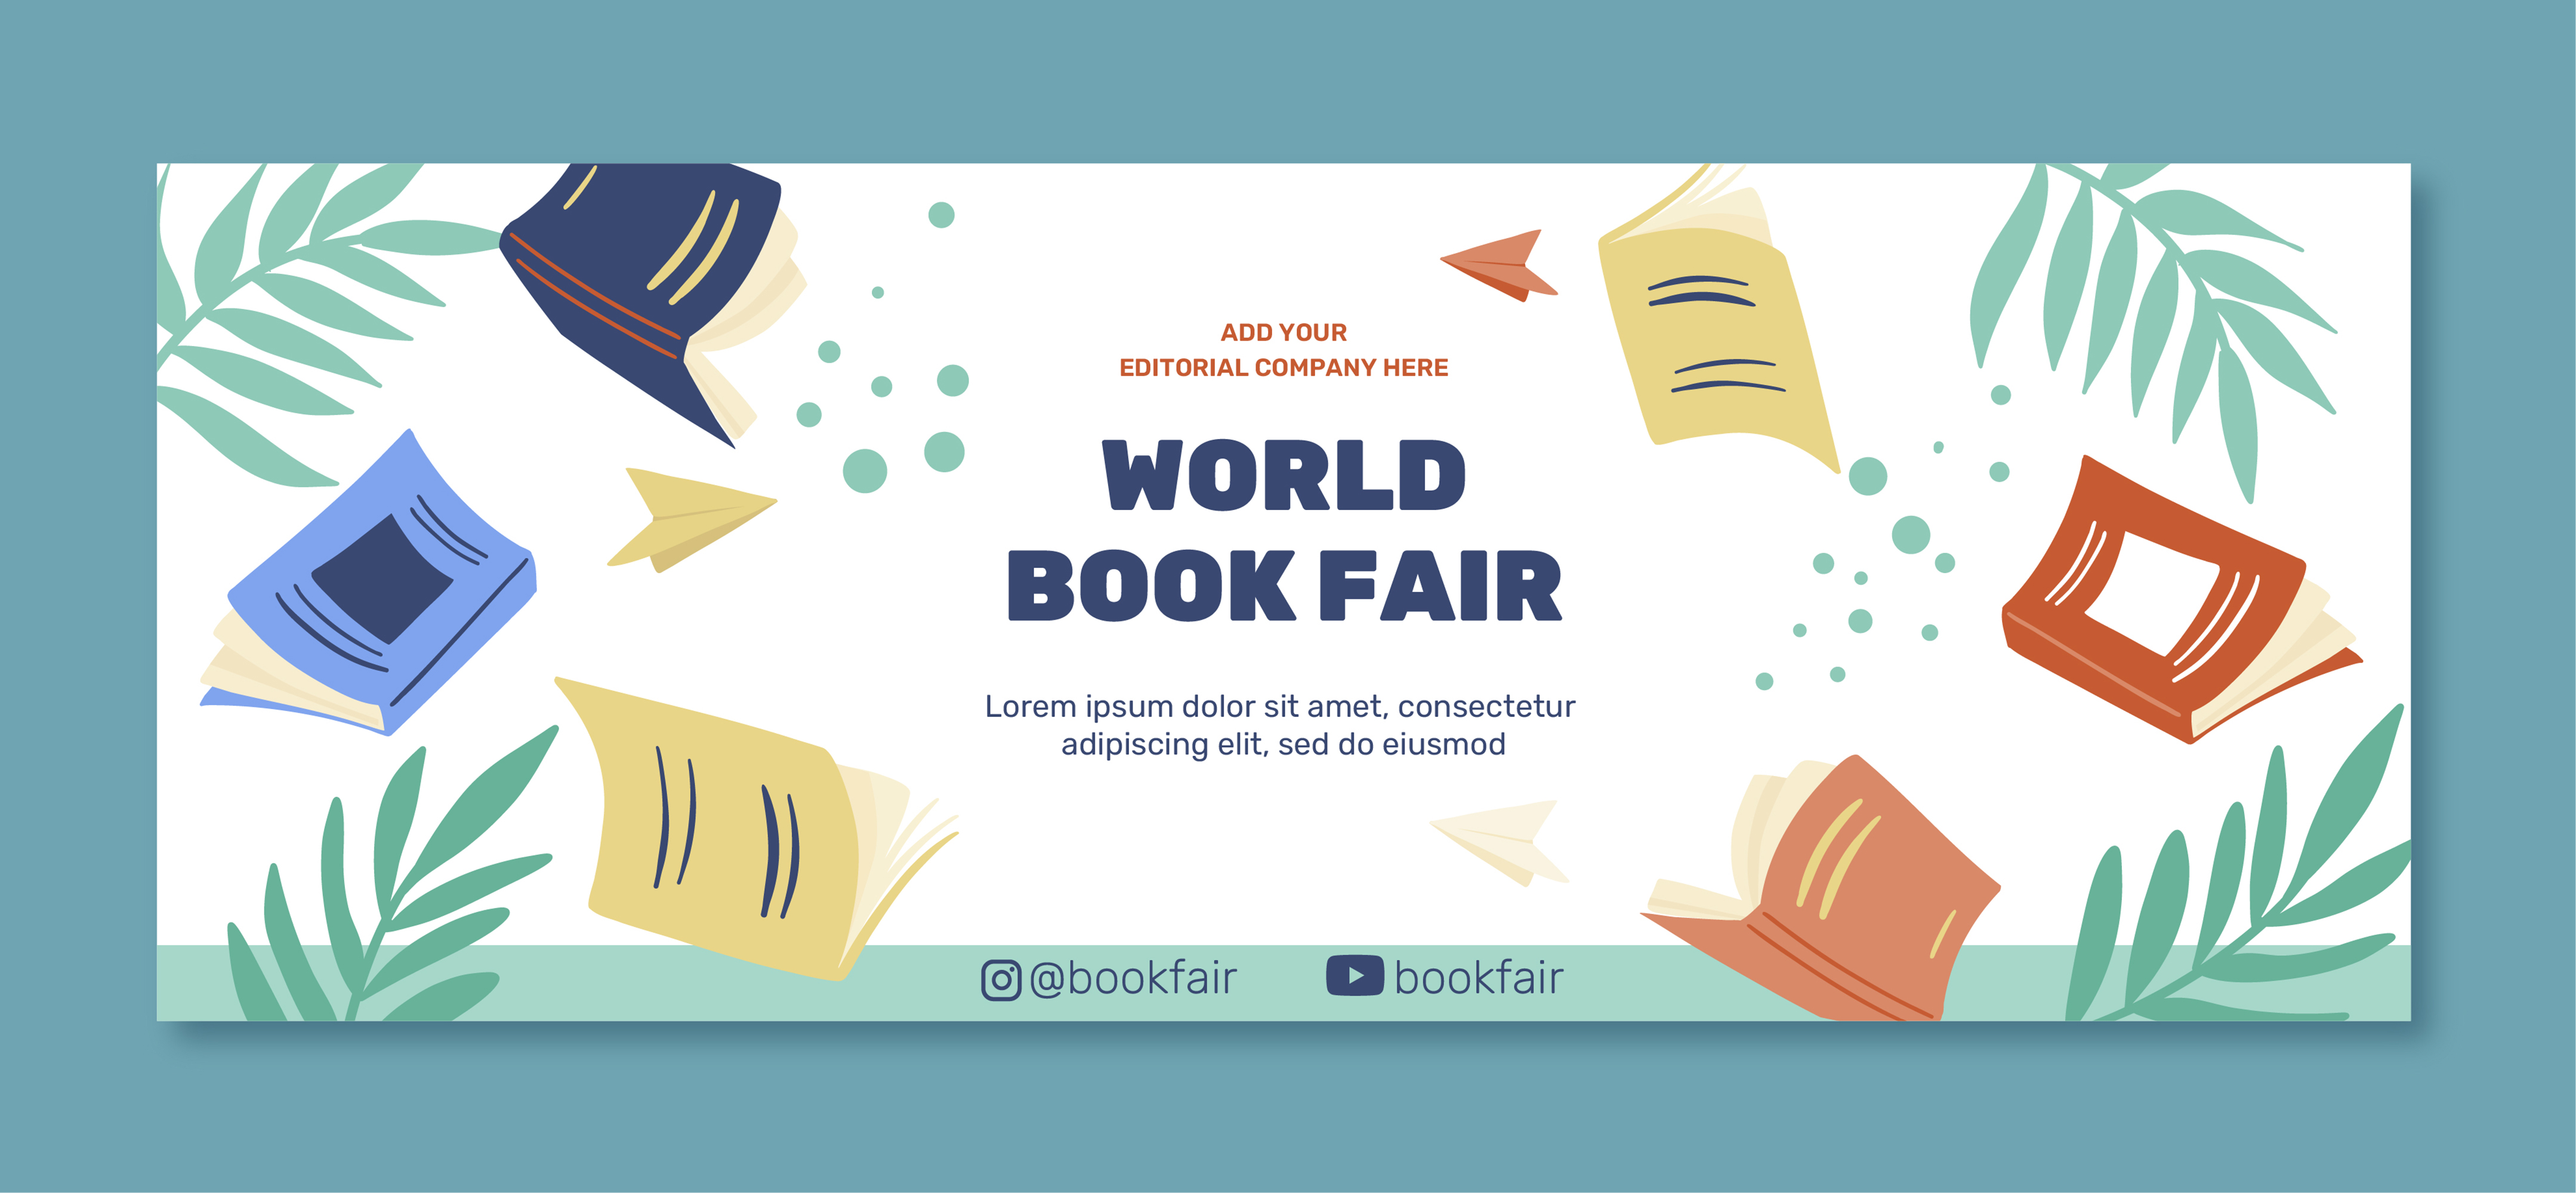 ADD YOUR
EDITORIAL COMPANY HERE
WORLD
BOOK FAIR
Lorem ipsum dolor sit amet, consectetur
adipiscing elit, sed do eiusmod
@bookfair
bookfair